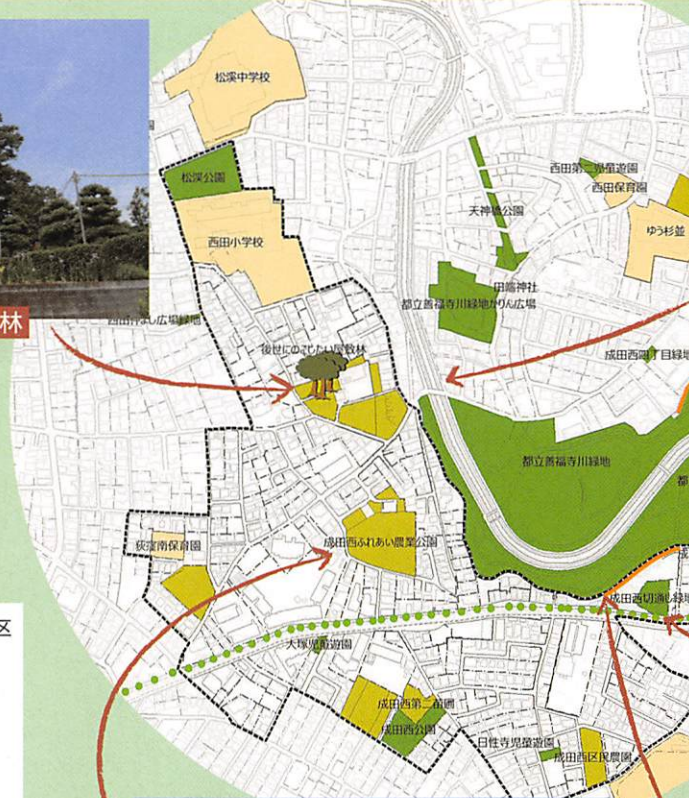 松溪中学校
松溪公園
西田小学校
西田第二児童遊園
西田保育園
天神橋公園
ゆう杉並
田端神社
都立善福寺川緑地かりん広場
林
後世にのこしたい屋敷林
成田西四丁目緑地
都立善福寺川緑地
都
荻窪南保育園
成田西ふれあい農業公園
成
成田西切通し緑地
区
大塚児童遊園
成田西第二苗圃
成田西公園
日性寺児童遊園
成田西区民農園